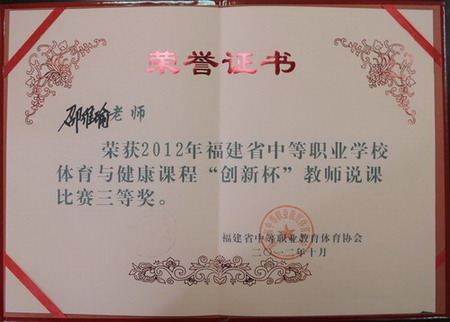 荣誉证书
邵维瑜老师
荣获2012年福建省中等职业学校
体育与健康课程“创新杯”教师说课
比赛三等奖。
福建省中等职业教育体育协会
二〇一二年十月